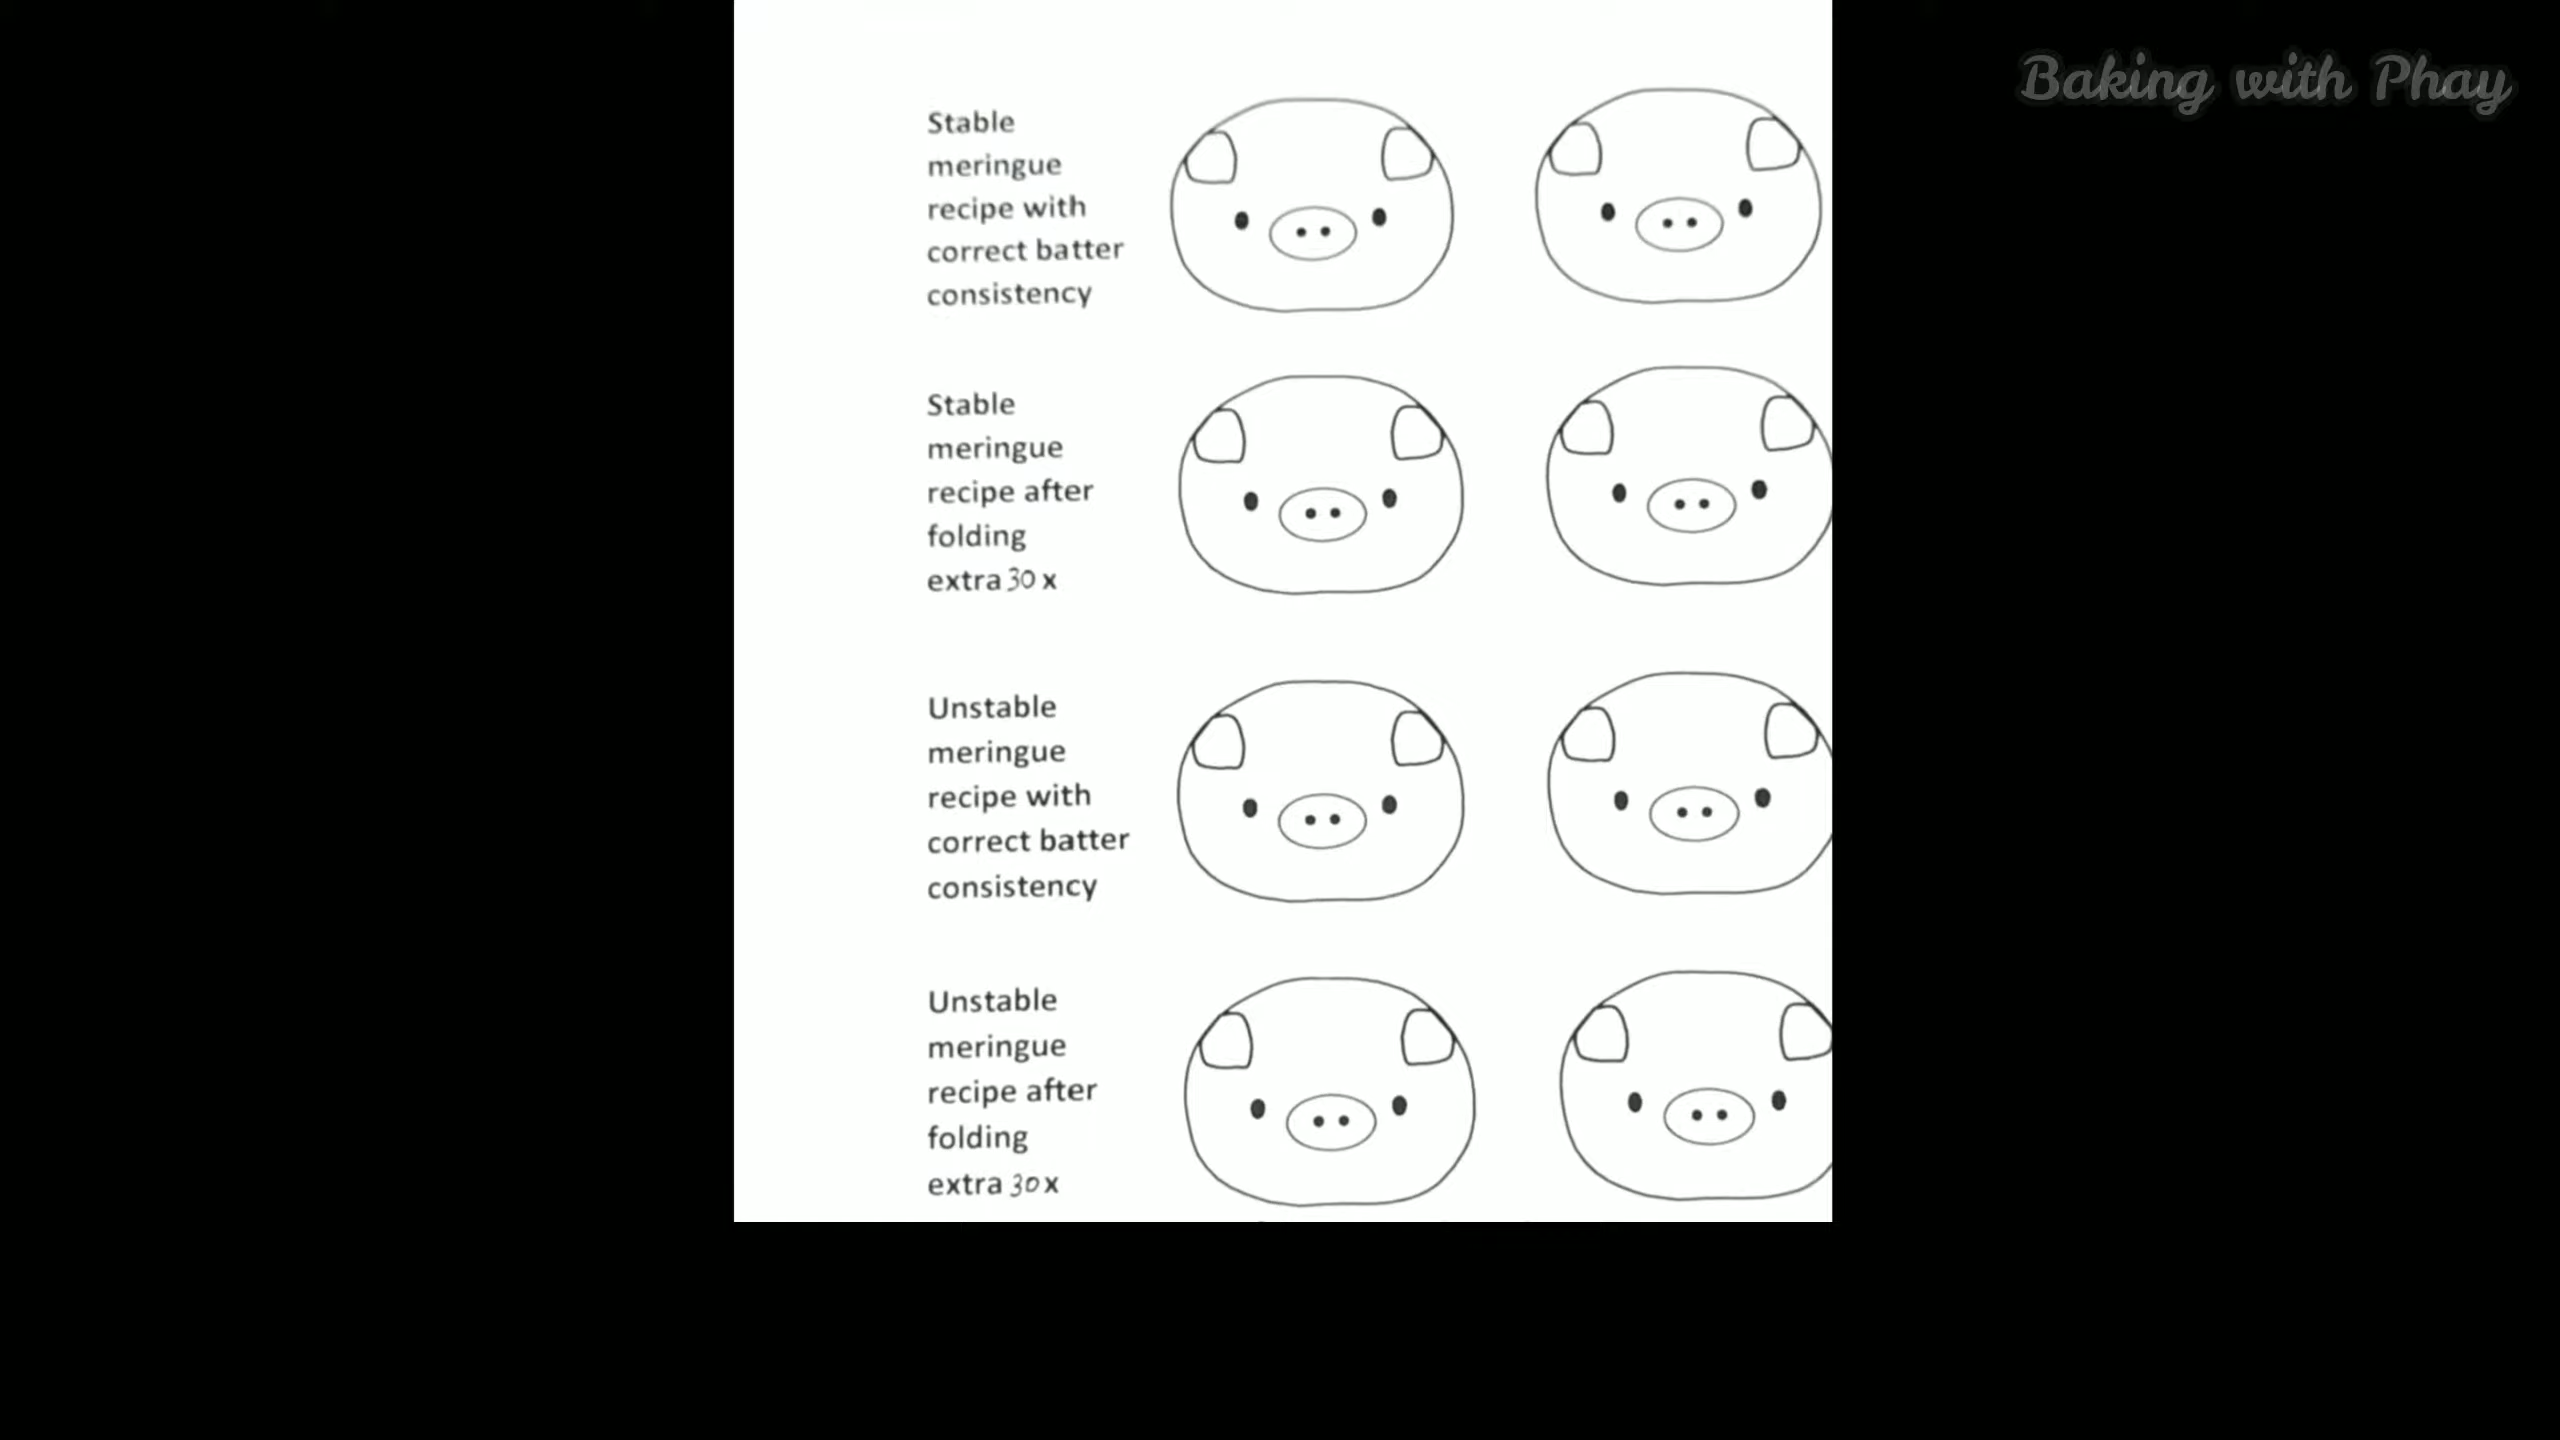 Baking with Phay
Stable
meringue
recipe with
correct batter
consistency
Stable
meringue
recipe after
folding
extra 30 x
Unstable
meringue
recipe with
correct batter
consistency
Unstable
meringue
recipe after
folding
extra 30 x